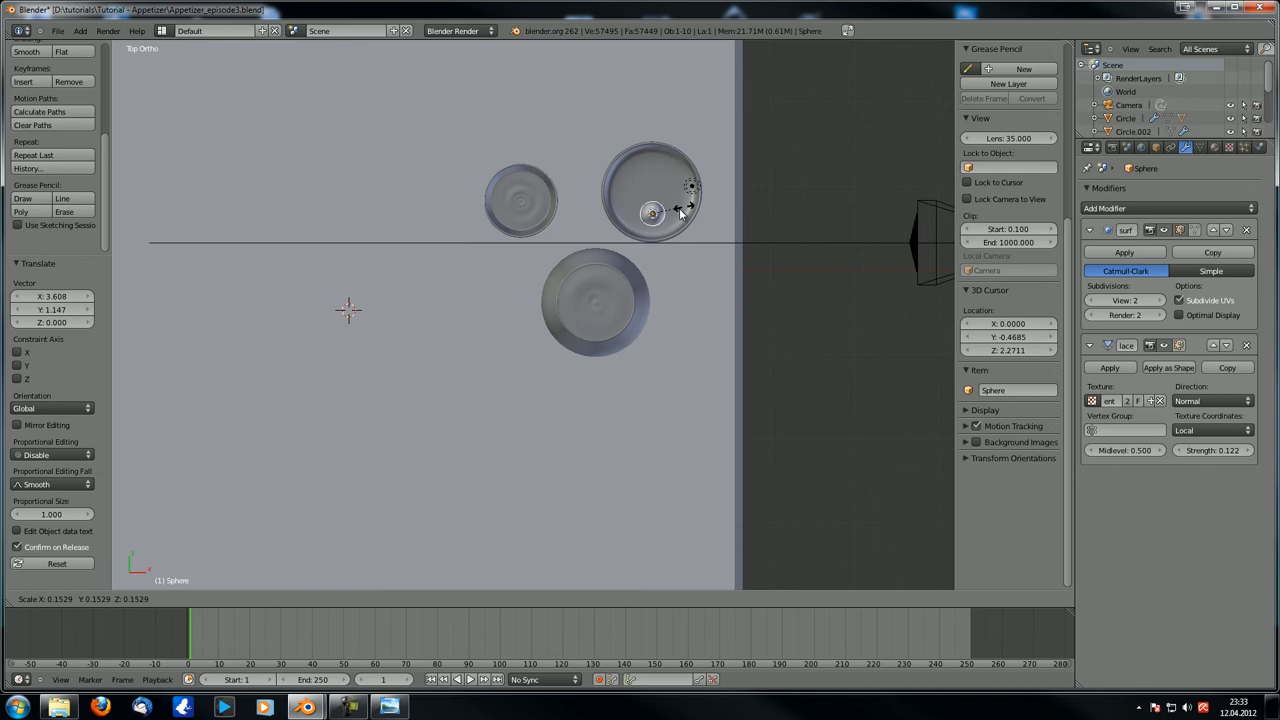 Blender* [D:\tutorials\Tutorial - Appetizer\Appetizer_episode3.blend]
File Add Render Help Default Scene Blender Render blender.org 262 | Ve:57495 | Fa:57449 | Ob:1-10 | La:1 | Mem:21.71M (0.61M) | Sphere
Smooth Flat
Keyframes:
Insert Remove
Motion Paths:
Calculate Paths
Clear Paths
Repeat:
Repeat Last
History...
Grease Pencil:
Draw Line
Poly Erase
Use Sketching Sessio
Translate
Vector
X: 3.608
Y: 1.147
Z: 0.000
Constraint Axis
X
Y
Z
Orientation
Global
Mirror Editing
Proportional Editing
Disable
Proportional Editing Fall
Smooth
Proportional Size
1.000
Edit Object data text
Confirm on Release
Reset
Top Ortho
y
x
(1) Sphere
Scale X: 0.1529 Y: 0.1529 Z: 0.1529
Grease Pencil
New
New Layer
Delete Frame Convert
View
Lens: 35.000
Lock to Object:
Lock to Cursor
Lock Camera to View
Clip:
Start: 0.100
End: 1000.000
Local Camera:
Camera
3D Cursor
Location:
X: 0.0000
Y: -0.4685
Z: 2.2711
Item
Sphere
Display
Motion Tracking
Background Images
Transform Orientations
View Search All Scenes
Scene
RenderLayers
World
Camera
Circle
Circle.002
Sphere
Modifiers
Add Modifier
surf
Apply Copy
Catmull-Clark Simple
Subdivisions: Options:
View: 2 Subdivide UVs
Render: 2 Optimal Display
lace
Apply Apply as Shape Copy
Texture: Direction:
ent 2 F Normal
Vertex Group: Texture Coordinates:
Local
Midlevel: 0.500 Strength: 0.122
-50 -40 -30 -20 -10 0 10 20 30 40 50 60 70 80 90 100 110 120 130 140 150 160 170 180 190 200 210 220 230 240 250 260 270 280
View Marker Frame Playback Start: 1 End: 250 1 No Sync
23:33
12.04.2012